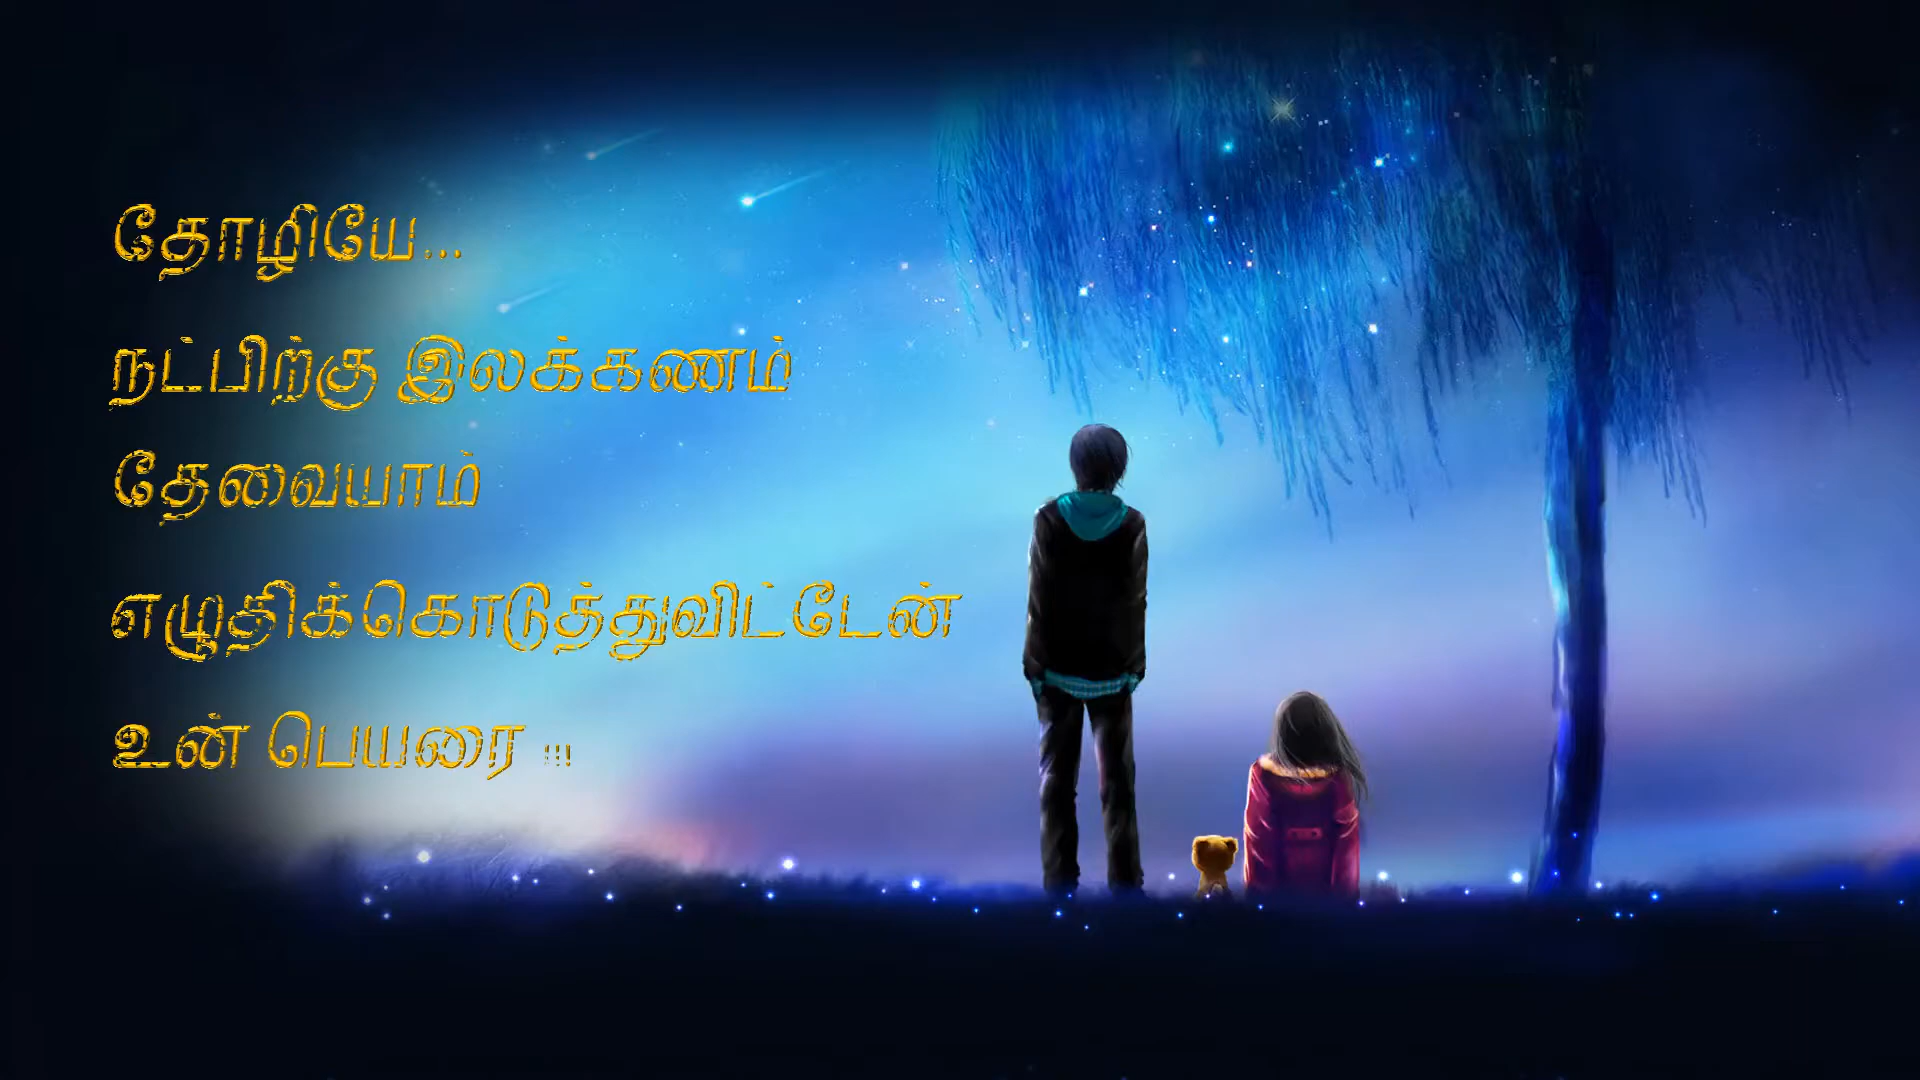 தோழியே...
நட்பிற்கு இலக்கணம்
தேவையாம்
எழுதிக்கொடுத்துவிட்டேன்
உன் பெயரை !!!